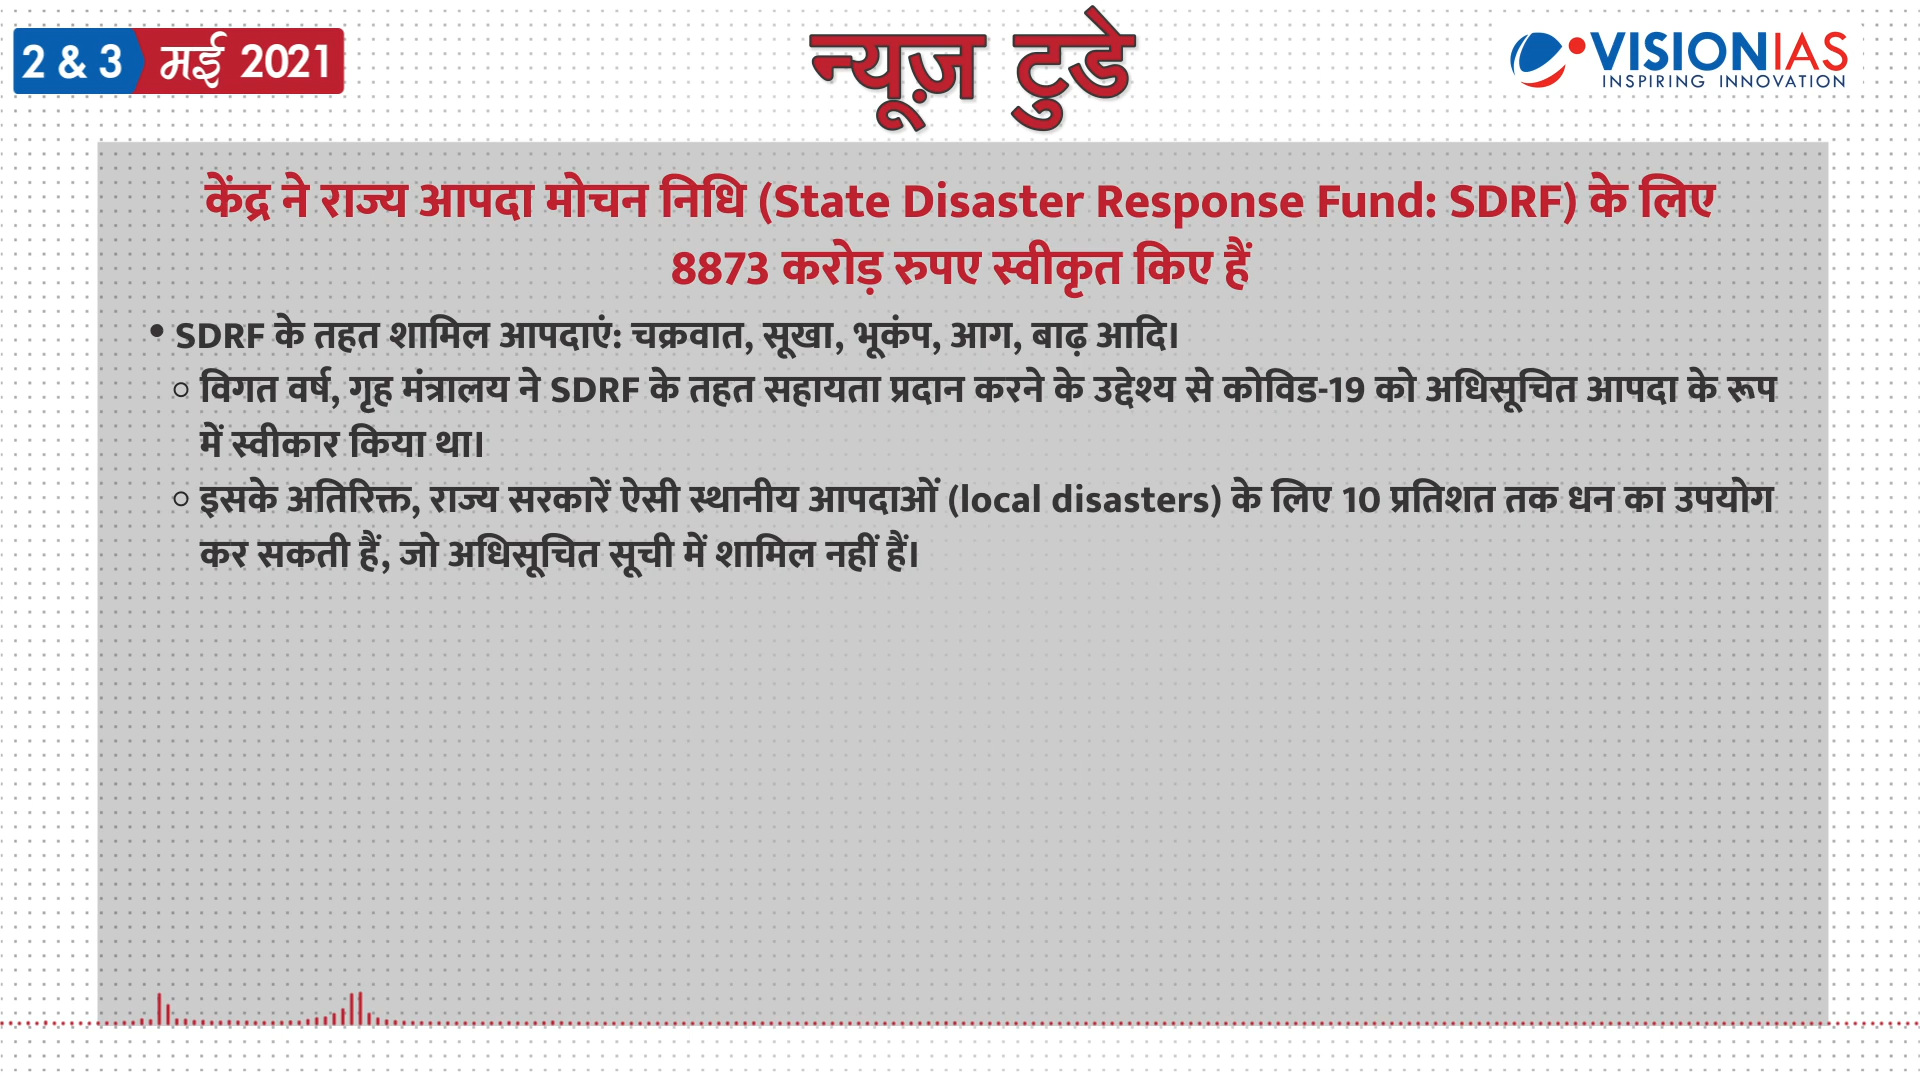 2 & 3 मई 2021
न्यूज़ टुडे
VISIONIAS
INSPIRING INNOVATION
केंद्र ने राज्य आपदा मोचन निधि (State Disaster Response Fund: SDRF) के लिए
8873 करोड़ रुपए स्वीकृत किए हैं
• SDRF के तहत शामिल आपदाएं: चक्रवात, सूखा, भूकंप, आग, बाढ़ आदि।
○ विगत वर्ष, गृह मंत्रालय ने SDRF के तहत सहायता प्रदान करने के उद्देश्य से कोविड-19 को अधिसूचित आपदा के रूप
में स्वीकार किया था।
○ इसके अतिरिक्त, राज्य सरकारें ऐसी स्थानीय आपदाओं (local disasters) के लिए 10 प्रतिशत तक धन का उपयोग
कर सकती हैं, जो अधिसूचित सूची में शामिल नहीं हैं।